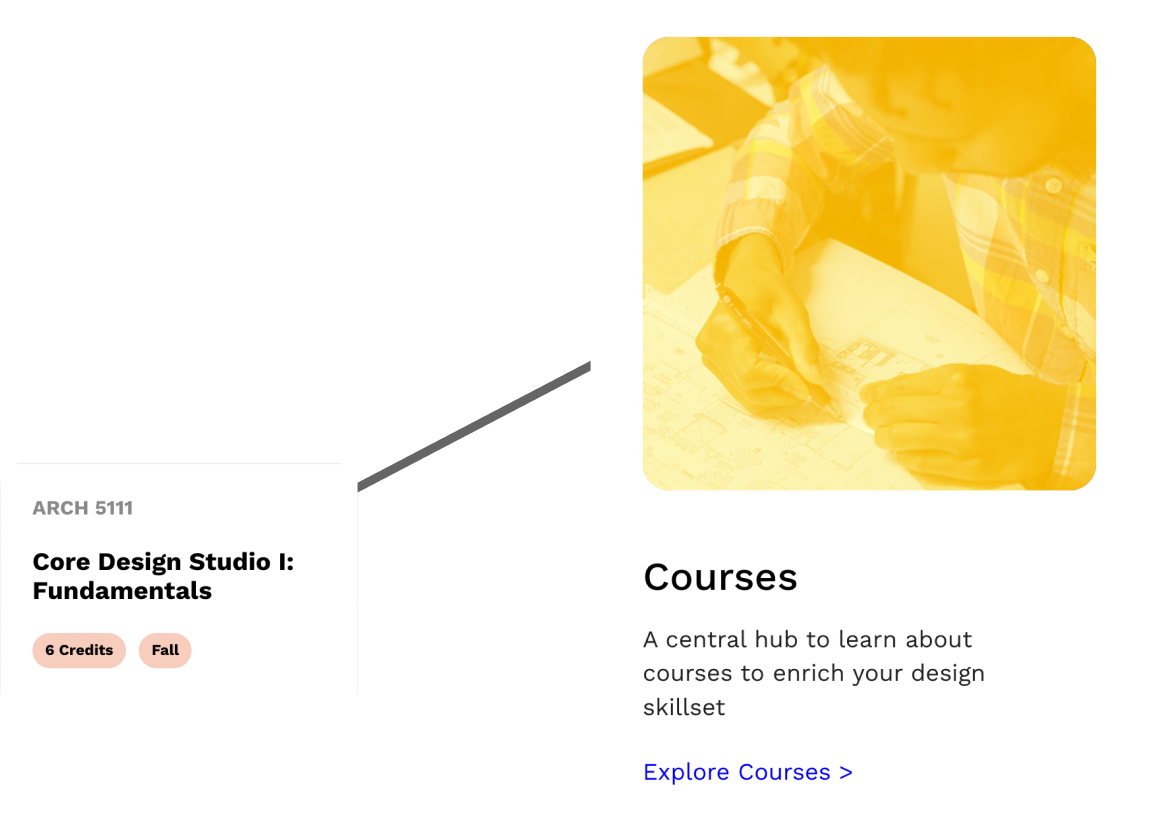 ARCH 5111
Core Design Studio I:
Fundamentals
6 Credits
Fall
Courses
A central hub to learn about
courses to enrich your design
skillset
Explore Courses >